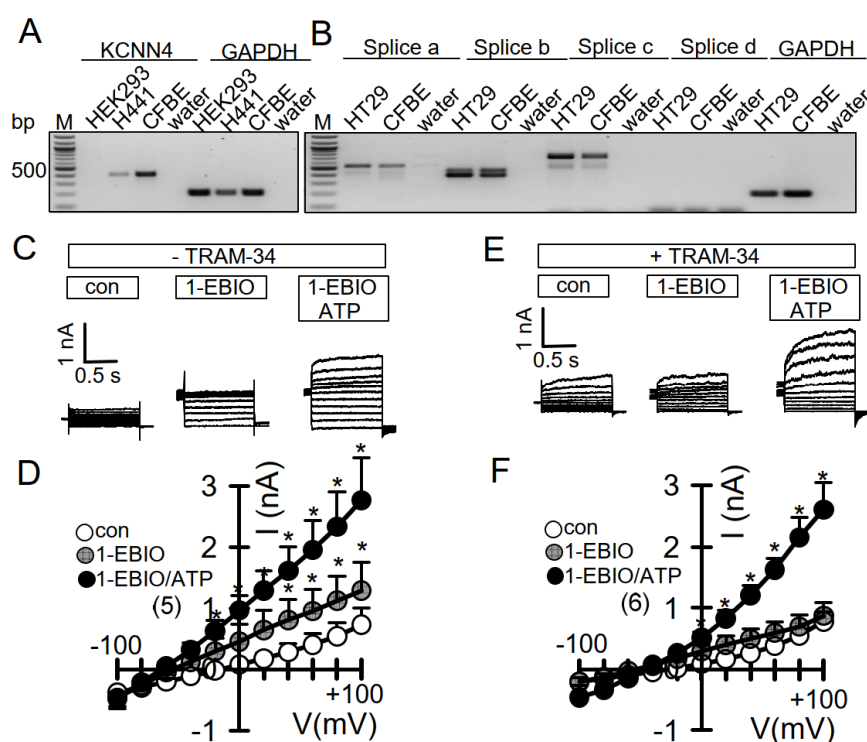 A
KCNN4 GAPDH
HEK293 H441 CFBE water HEK293 H441 CFBE water
bp M
500
B
Splice a Splice b Splice c Splice d GAPDH
HT29 CFBE water HT29 CFBE water HT29 CFBE water HT29 CFBE water HT29 CFBE water
M
C
- TRAM-34
con 1-EBIO 1-EBIO
ATP
1 nA
0.5 s
E
+ TRAM-34
con 1-EBIO 1-EBIO
ATP
1 nA
0.5 s
D
I (nA)
3
2
1
-1
con
1-EBIO
1-EBIO/ATP
(5)
* * * * * * * * * * *
-100
+100
V(mV)
F
I (nA)
3
2
1
-1
con
1-EBIO
1-EBIO/ATP
(6)
* * * * * *
-100
+100
V(mV)